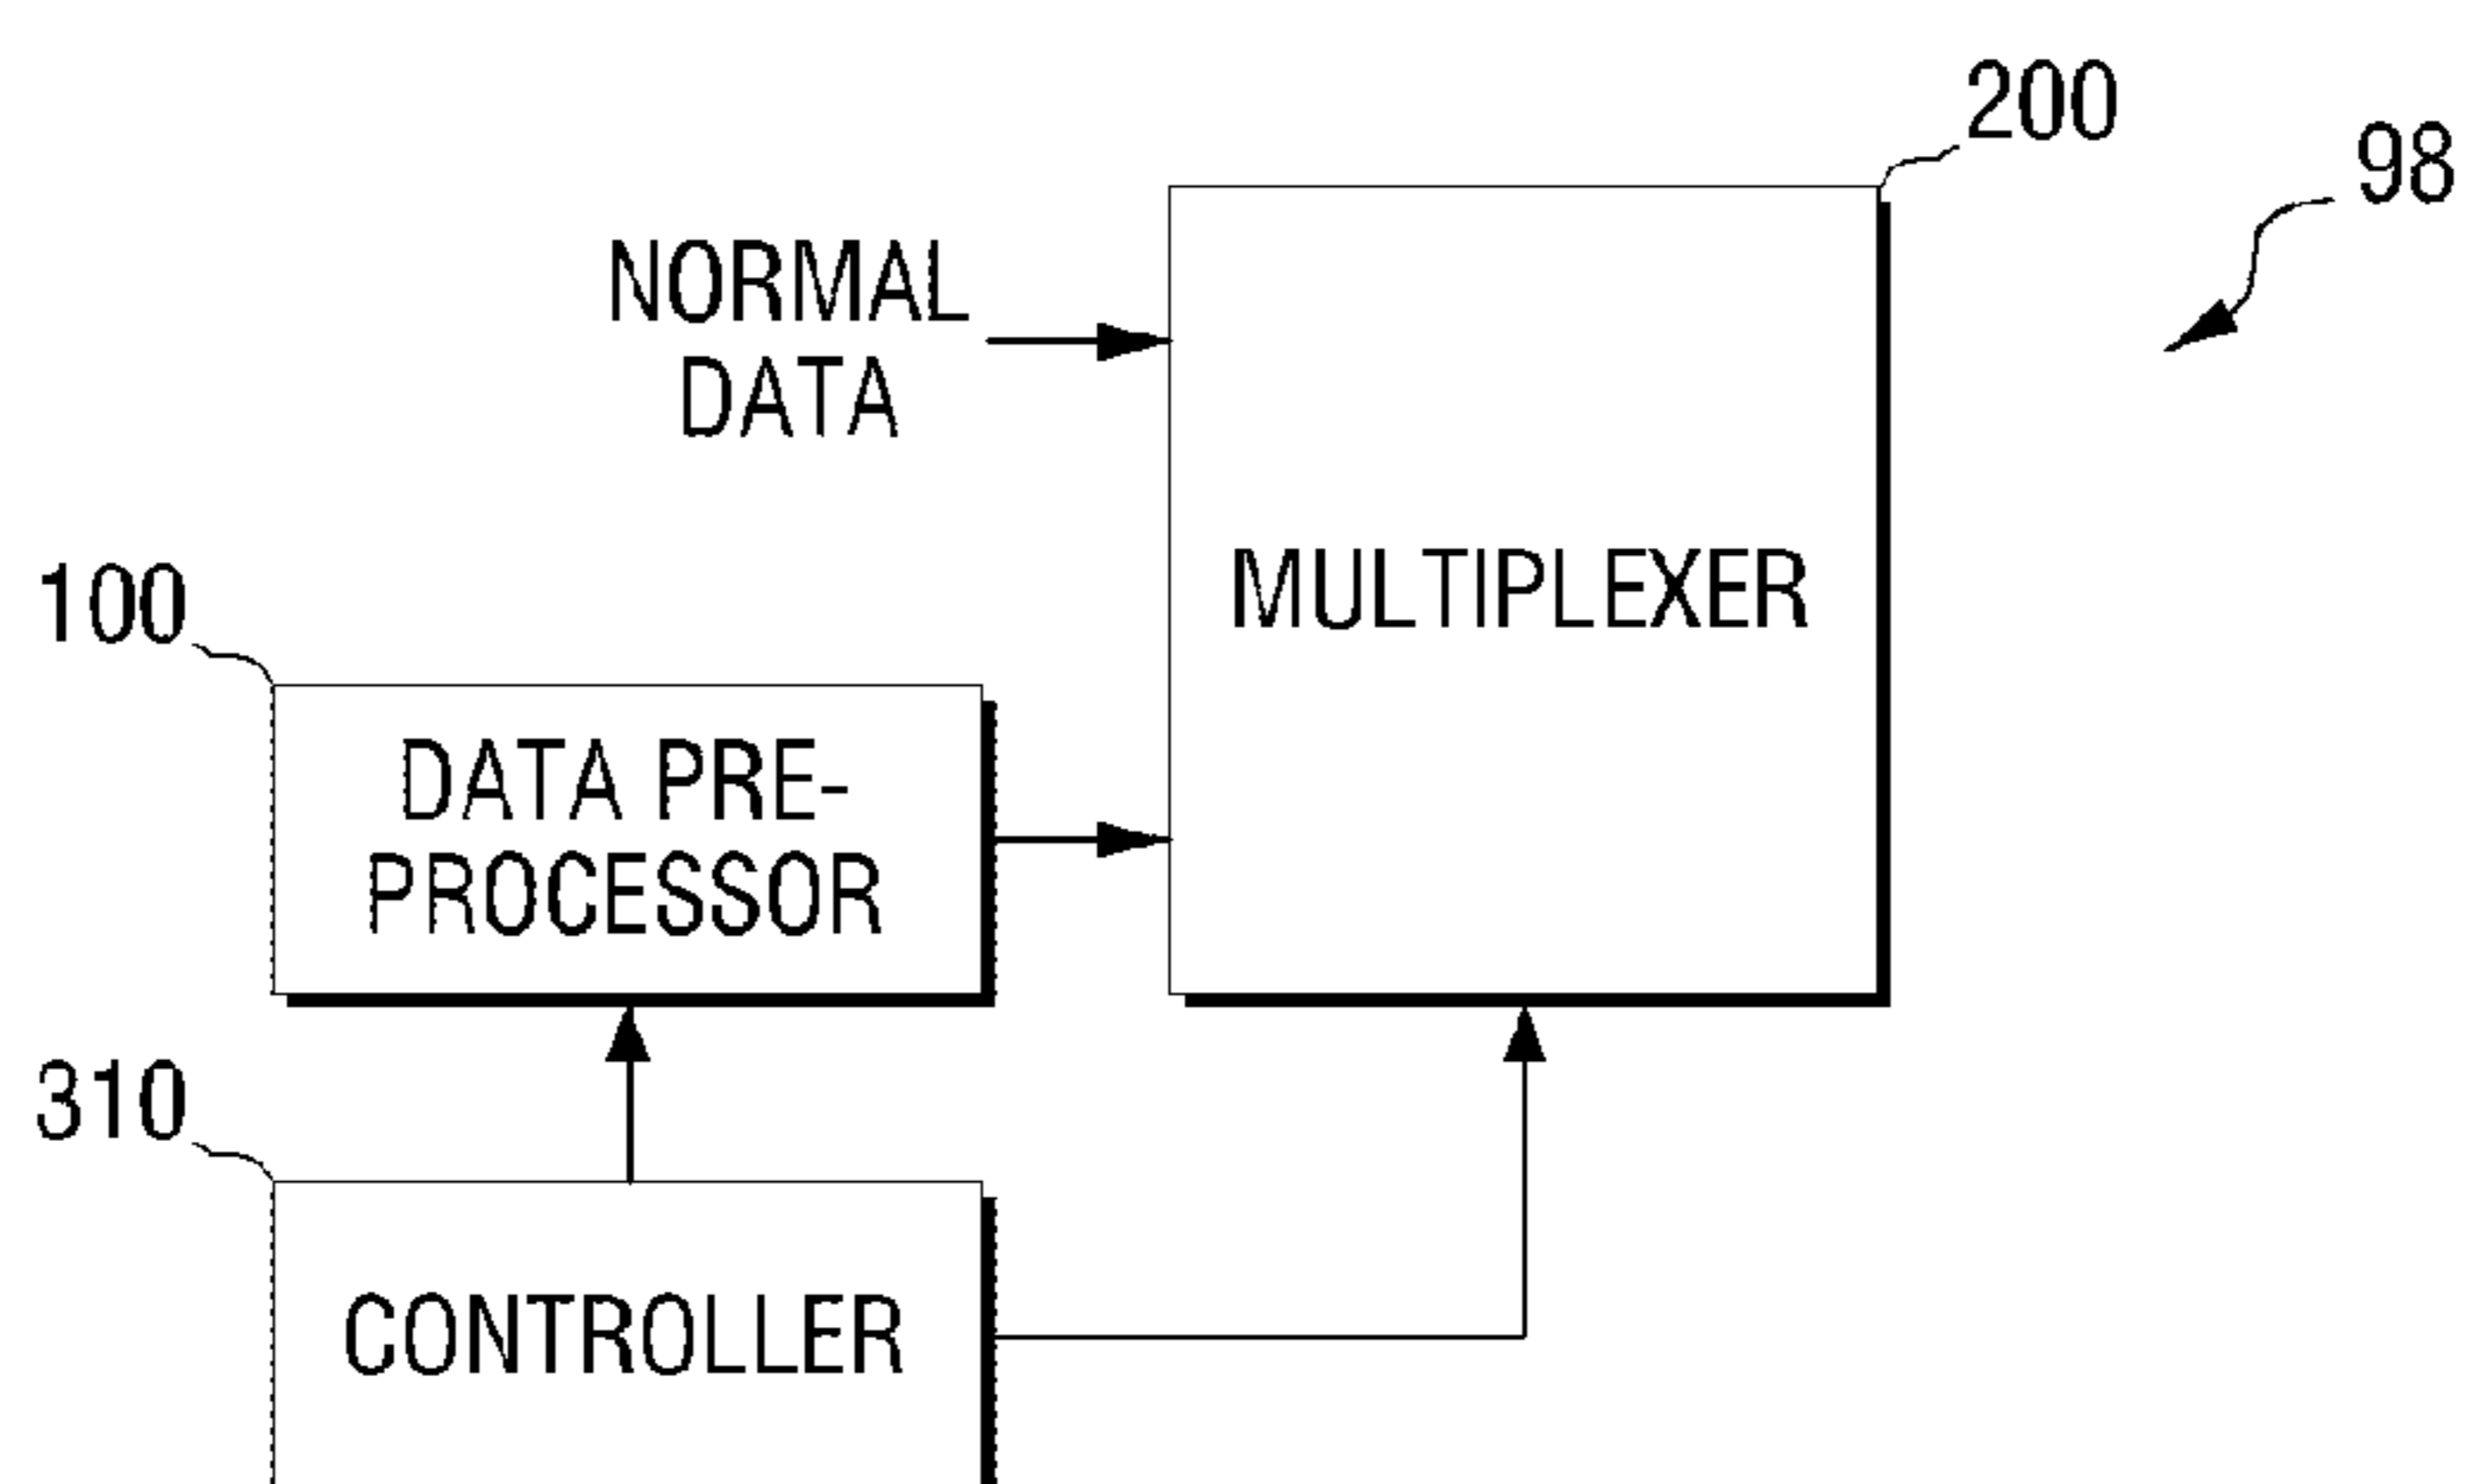 200
98
NORMAL
DATA
MULTIPLEXER
100
DATA PRE-
PROCESSOR
310
CONTROLLER